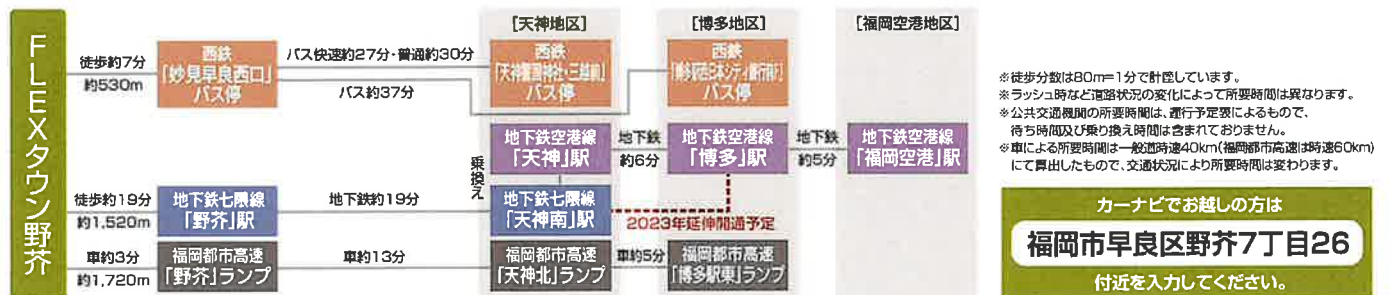 FLEXタウン野芥
[天神地区]
[博多地区]
[福岡空港地区]
徒歩約7分
約530m
西鉄
「妙見早良西口」
バス停
バス快速約27分・普通約30分
バス約37分
西鉄
「天神警固神社・三越前」
バス停
西鉄
「博多駅西日本シティ銀行前」
バス停
地下鉄空港線
「天神」駅
地下鉄
約6分
地下鉄空港線
「博多」駅
地下鉄
約5分
地下鉄空港線
「福岡空港」駅
乗換え
徒歩約19分
約1,520m
地下鉄七隈線
「野芥」駅
地下鉄約19分
地下鉄七隈線
「天神南」駅
2023年延伸開通予定
車約3分
約1,720m
福岡都市高速
「野芥」ランプ
車約13分
福岡都市高速
「天神北」ランプ
車約5分
福岡都市高速
「博多駅東」ランプ
※徒歩分数は80m=1分で計算しています。
※ラッシュ時など道路状況の変化によって所要時間は異なります。
※公共交通機関の所要時間は、運行予定表によるもので、
待ち時間及び乗り換え時間は含まれておりません。
※車による所要時間は一般道時速40km(福岡都市高速は時速60km)
にて算出したもので、交通状況により所要時間は変わります。
カーナビでお越しの方は
福岡市早良区野芥7丁目26
付近を入力してください。